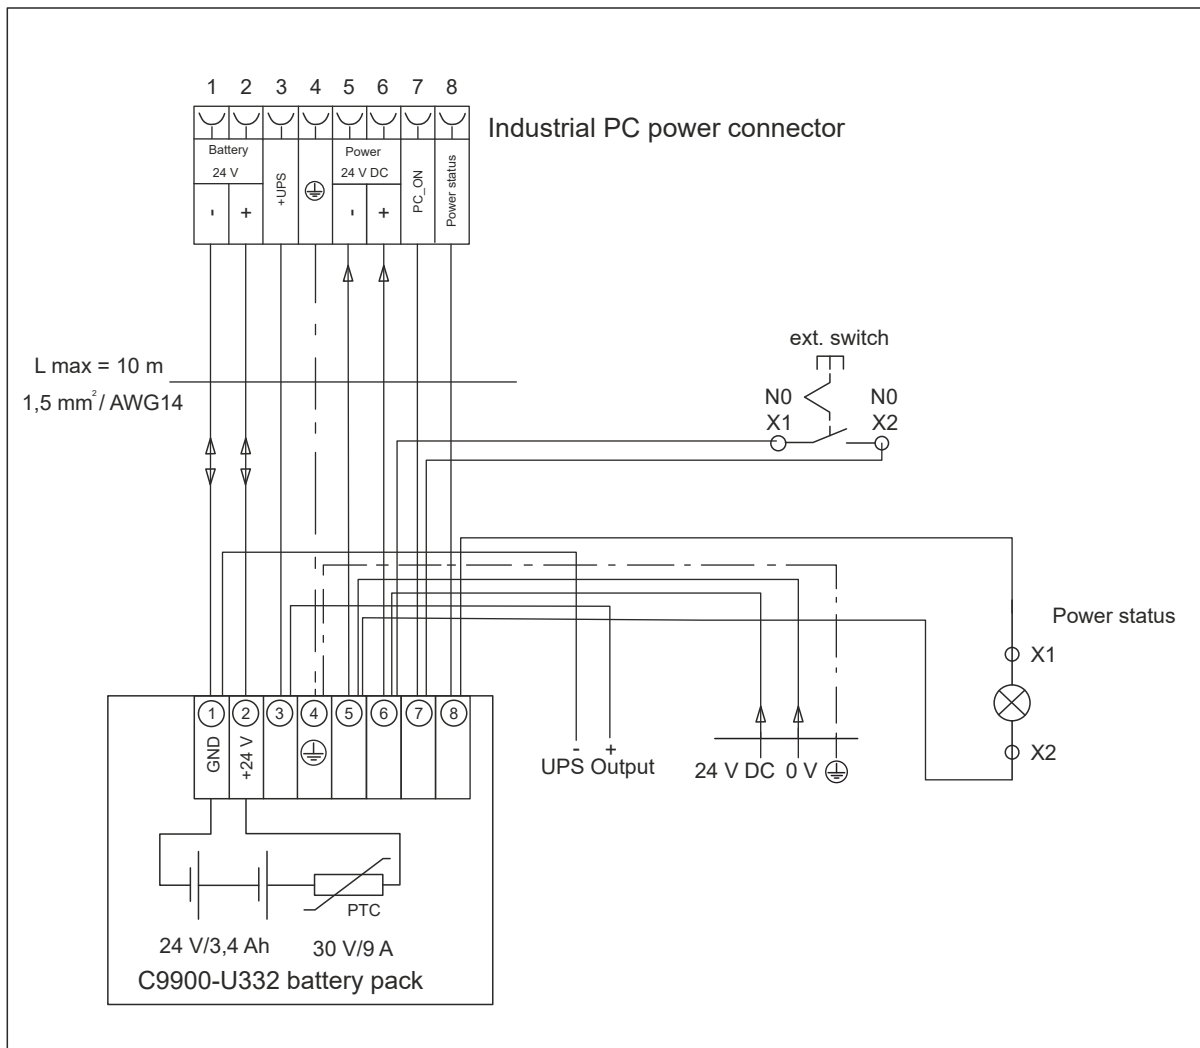 1 2 3 4 5 6 7 8
Industrial PC power connector
Battery
24 V
- +
+UPS
Power
24 V DC
- +
PC_ON
Power status
L max = 10 m
1,5 mm² / AWG14
ext. switch
N0 N0
X1 X2
Power status
X1
X2
1 2 3 4 5 6 7 8
GND
+24 V
- +
UPS Output
24 V DC 0 V
PTC
24 V/3,4 Ah 30 V/9 A
C9900-U332 battery pack